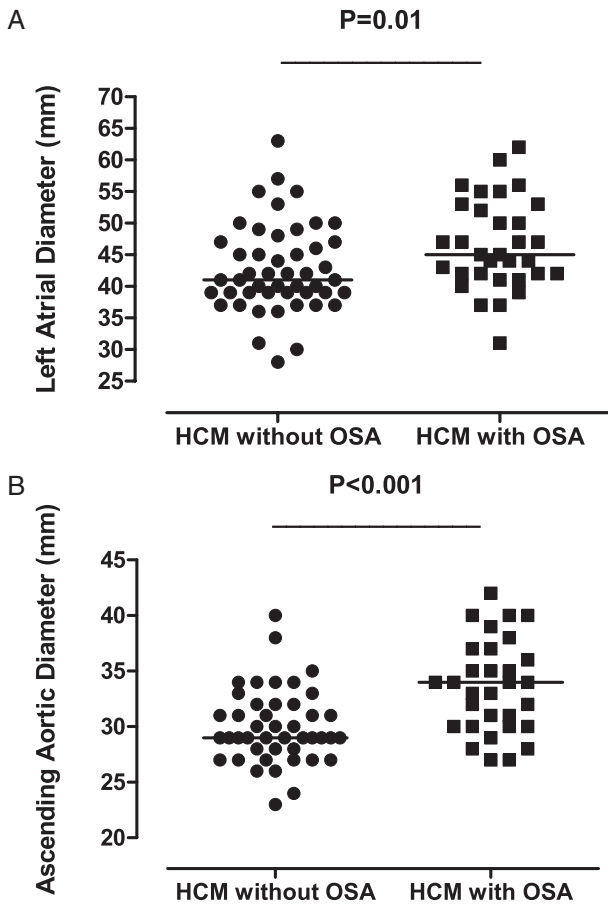 A
P=0.01
Left Atrial Diameter (mm)
70
65
60
55
50
45
40
35
30
25
HCM without OSA HCM with OSA
B
P<0.001
Ascending Aortic Diameter (mm)
45
40
35
30
25
20
HCM without OSA HCM with OSA